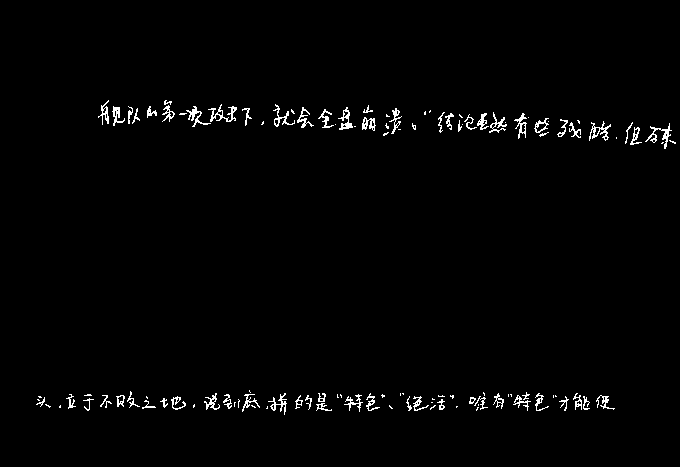 舰队的第一次攻击下,就会全盘崩溃。"结论虽然有些残酷,但历来
头,立于不败之地,说到底,拼的是"特色"、"绝活"。唯有"特色"才能使